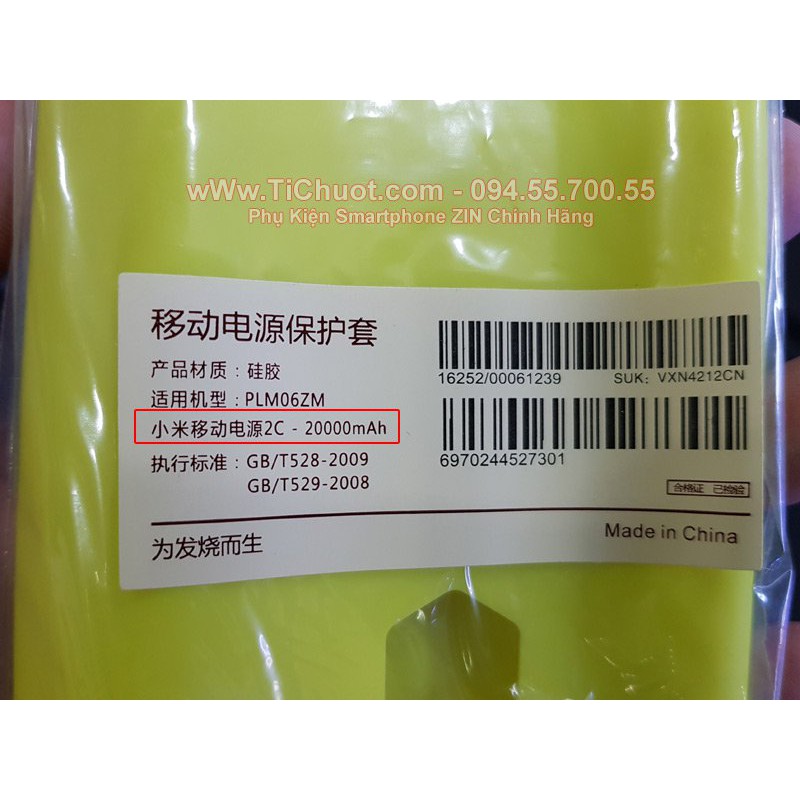 wWw.TiChuot.com - 094.55.700.55
Phụ Kiện Smartphone ZIN Chính Hãng
移动电源保护套
产品材质：硅胶
适用机型：PLM06ZM
小米移动电源2C - 20000mAh
执行标准：GB/T528-2009
GB/T529-2008
为发烧而生
16252/00061239 SUK：VXN4212CN
6970244527301
合格证 已检验
Made in China